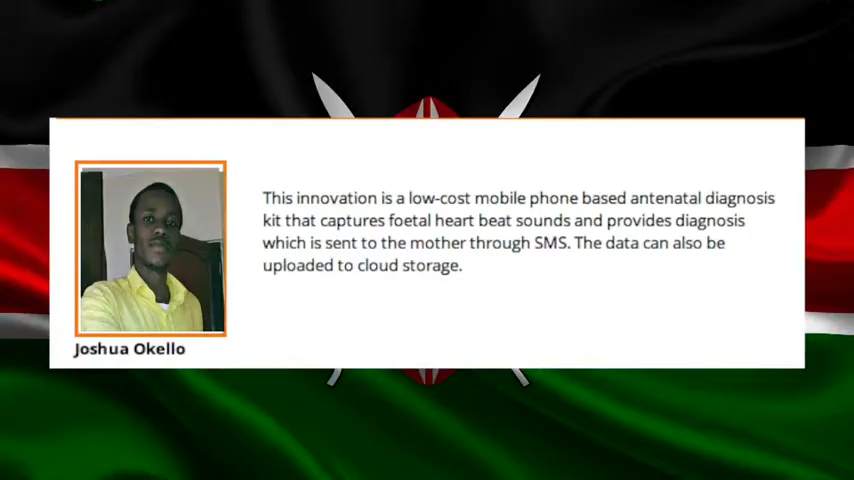 This innovation is a low-cost mobile phone based antenatal diagnosis
kit that captures foetal heart beat sounds and provides diagnosis
which is sent to the mother through SMS. The data can also be
uploaded to cloud storage.
Joshua Okello